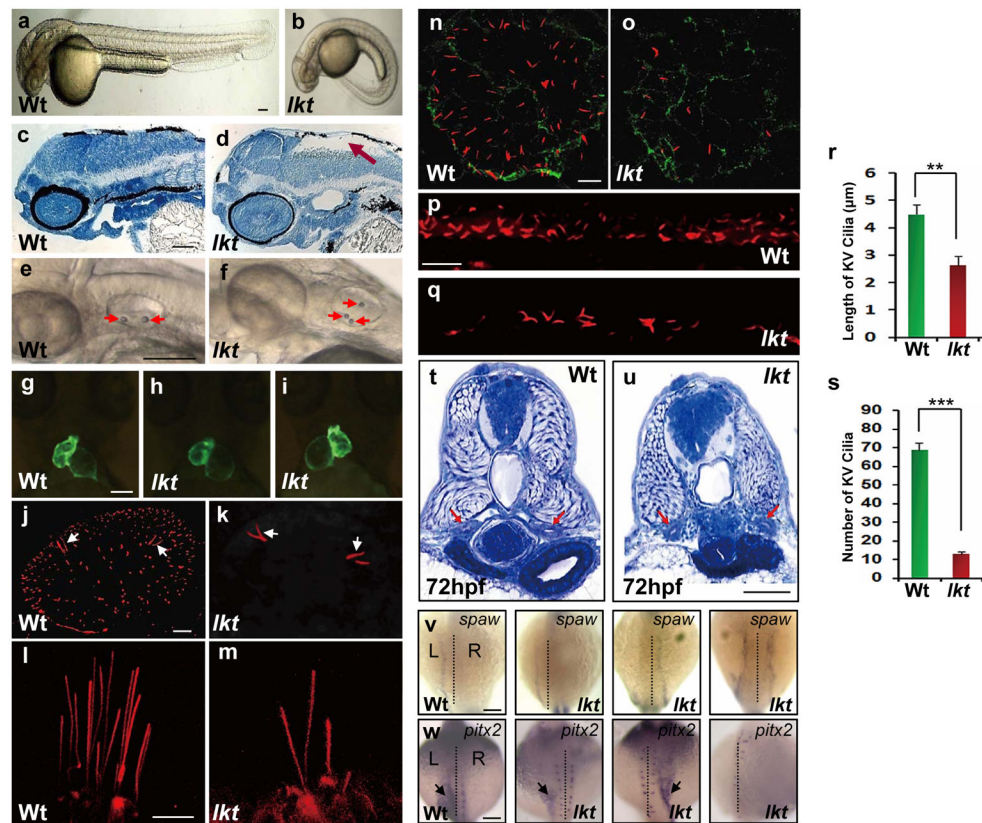 a
Wt
b
lkt
c
Wt
d
lkt
e
Wt
f
lkt
g
Wt
h
lkt
i
lkt
j
Wt
k
lkt
l
Wt
m
lkt
n
Wt
o
lkt
p
Wt
q
lkt
r
Length of KV Cilia (µm)
6
5
4
3
2
1
0
**
Wt lkt
s
Number of KV Cilia
90
80
70
60
50
40
30
20
10
0
***
Wt lkt
t
Wt
72hpf
u
lkt
72hpf
v
spaw
L R
Wt
spaw
lkt
spaw
lkt
spaw
lkt
w
pitx2
L R
Wt
pitx2
lkt
pitx2
lkt
pitx2
lkt